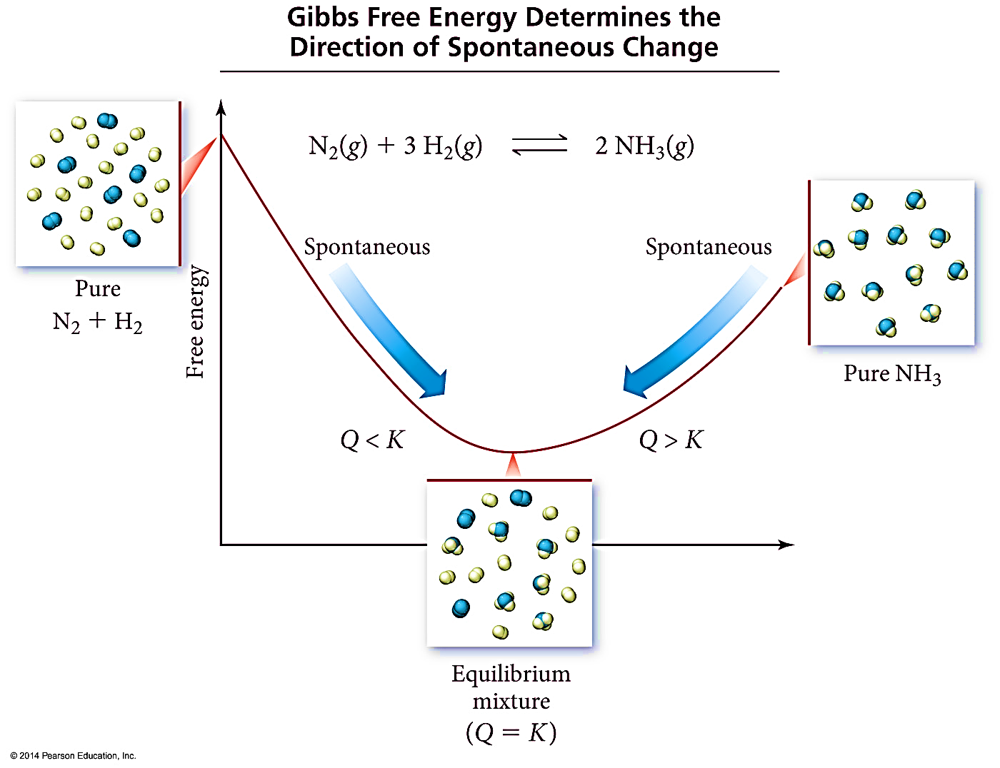 Gibbs Free Energy Determines the
Direction of Spontaneous Change
N₂(g) + 3 H₂(g) ⇌ 2 NH₃(g)
Spontaneous
Spontaneous
Pure
N₂ + H₂
Free energy
Pure NH₃
Q < K
Q > K
Equilibrium
mixture
(Q = K)
© 2014 Pearson Education, Inc.